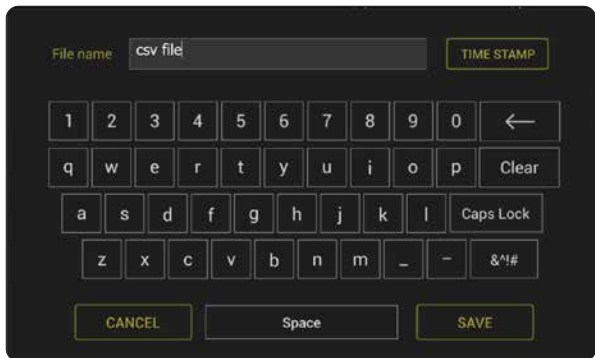 File name csv file TIME STAMP
1 2 3 4 5 6 7 8 9 0 ←
q w e r t y u i o p Clear
a s d f g h j k l Caps Lock
z x c v b n m _ – &^!#
CANCEL Space SAVE